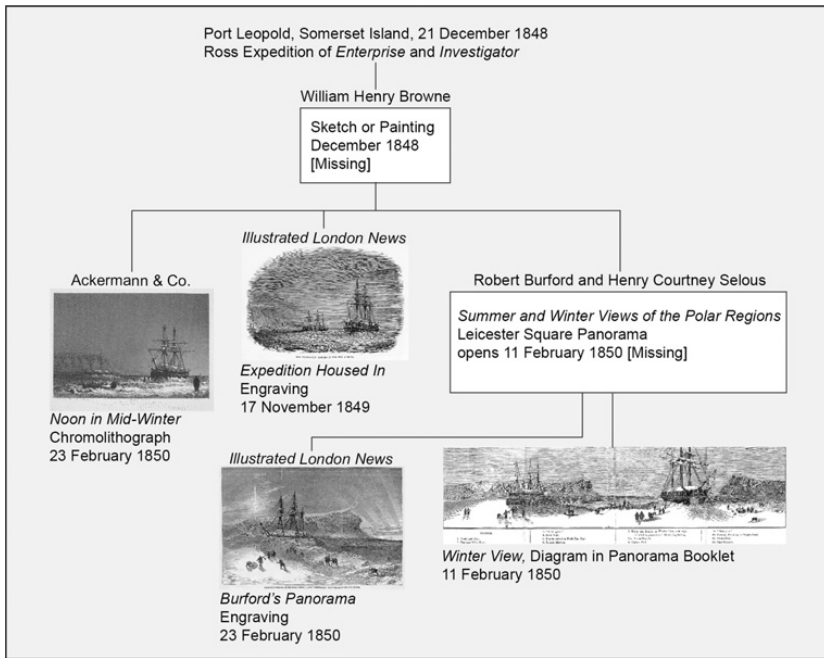 Port Leopold, Somerset Island, 21 December 1848
Ross Expedition of Enterprise and Investigator
William Henry Browne
Sketch or Painting
December 1848
[Missing]
Ackermann & Co.
Noon in Mid-Winter
Chromolithograph
23 February 1850
Illustrated London News
Expedition Housed In
Engraving
17 November 1849
Robert Burford and Henry Courtney Selous
Summer and Winter Views of the Polar Regions
Leicester Square Panorama
opens 11 February 1850 [Missing]
Illustrated London News
Burford's Panorama
Engraving
23 February 1850
Winter View, Diagram in Panorama Booklet
11 February 1850